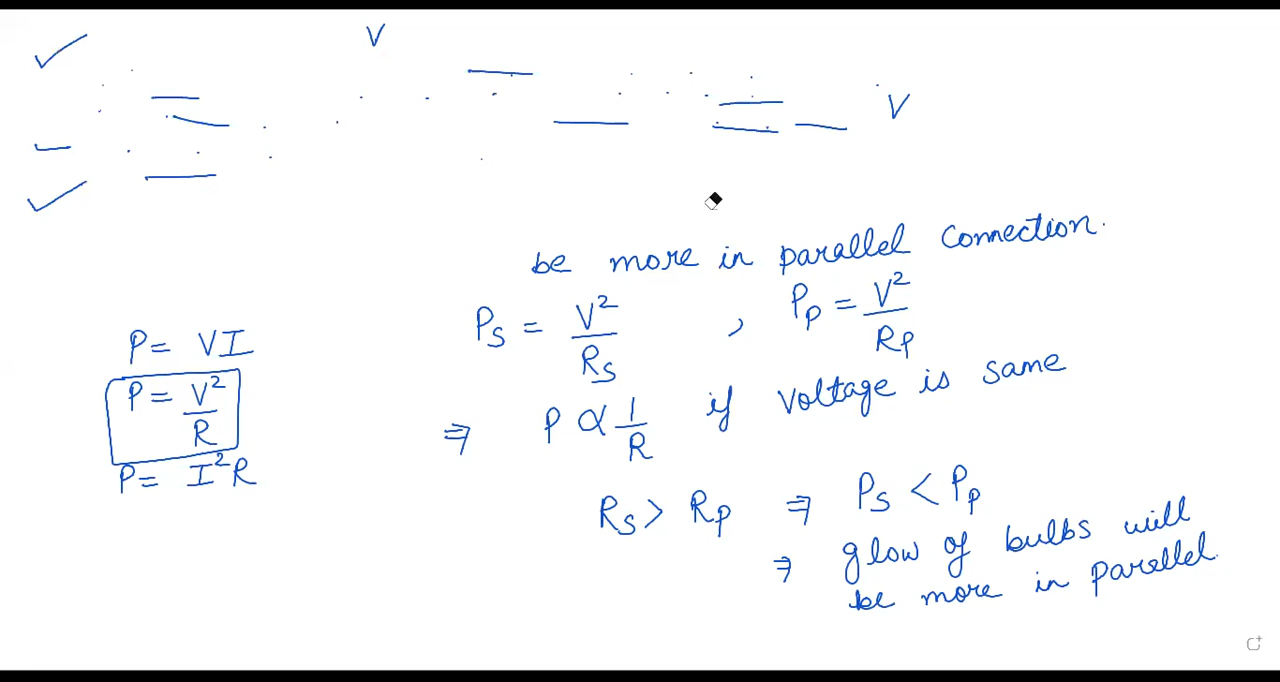 V
V
be more in parallel connection.
Ps = V²/Rs , Pp = V²/Rp
P = VI
P = V²/R
P = I²R
⇒ P ∝ 1/R if voltage is same
Rs > Rp ⇒ Ps < Pp
⇒ glow of bulbs will
be more in parallel.